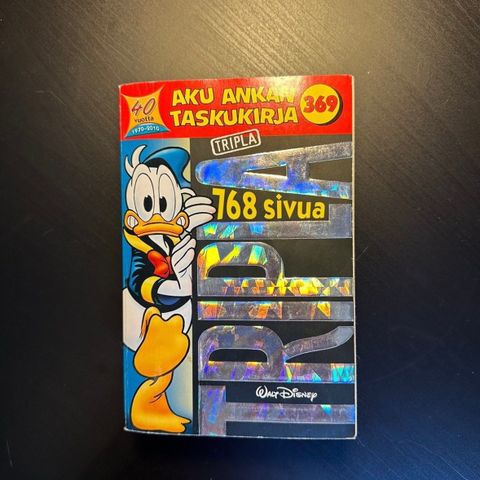 40
vuotta
1970-2010
AKU ANKAN
TASKUKIRJA
369
TRIPLA
768 sivua
TRIPLA
WALT DISNEY